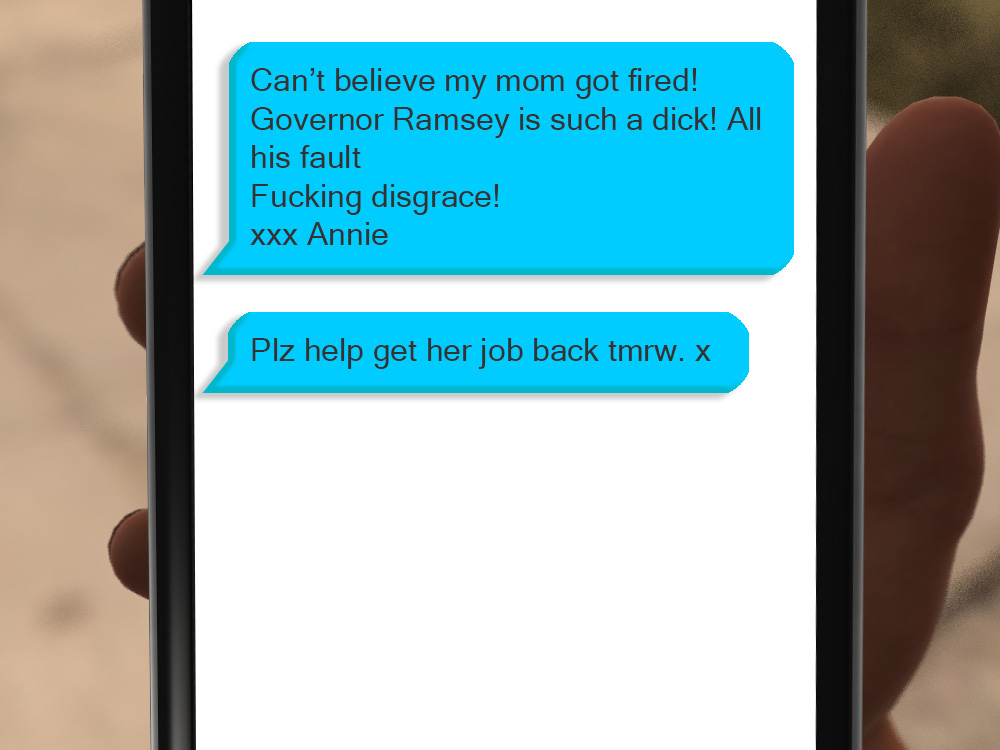 Can’t believe my mom got fired!
Governor Ramsey is such a dick! All
his fault
Fucking disgrace!
xxx Annie
Plz help get her job back tmrw. x